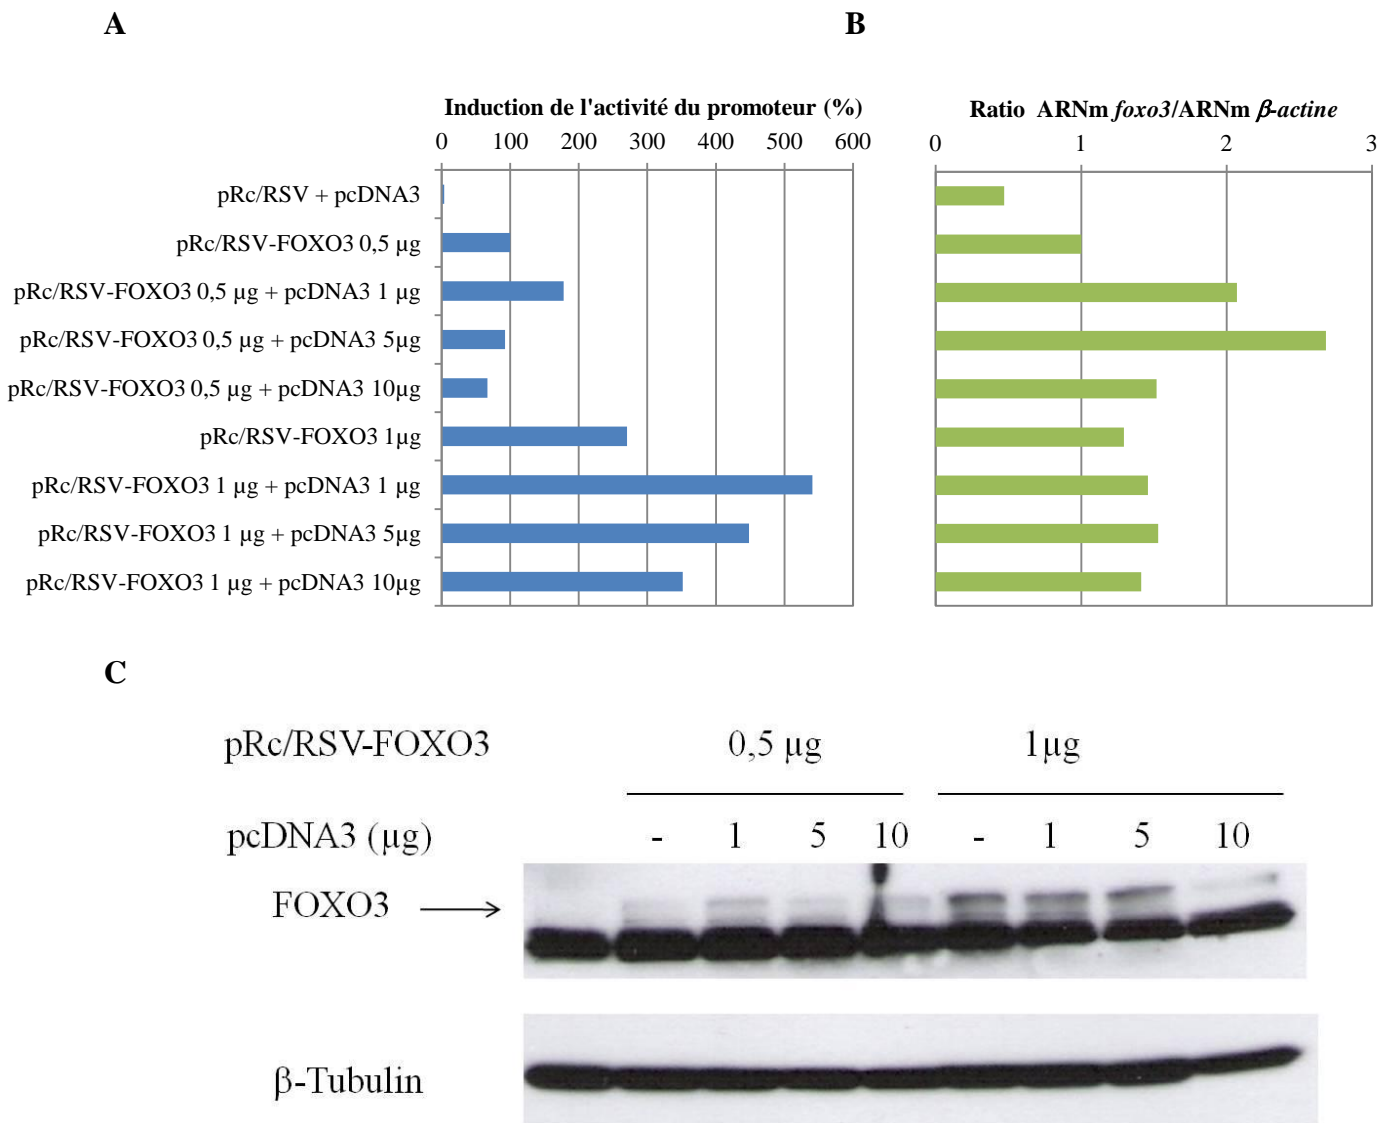 A
B
Induction de l'activité du promoteur (%)
0 100 200 300 400 500 600
Ratio ARNm foxo3/ARNm β-actine
0 1 2 3
pRc/RSV + pcDNA3
pRc/RSV-FOXO3 0,5 µg
pRc/RSV-FOXO3 0,5 µg + pcDNA3 1 µg
pRc/RSV-FOXO3 0,5 µg + pcDNA3 5µg
pRc/RSV-FOXO3 0,5 µg + pcDNA3 10µg
pRc/RSV-FOXO3 1µg
pRc/RSV-FOXO3 1 µg + pcDNA3 1 µg
pRc/RSV-FOXO3 1 µg + pcDNA3 5µg
pRc/RSV-FOXO3 1 µg + pcDNA3 10µg
C
pRc/RSV-FOXO3 0,5 µg 1µg
pcDNA3 (µg) - 1 5 10 - 1 5 10
FOXO3
β-Tubulin